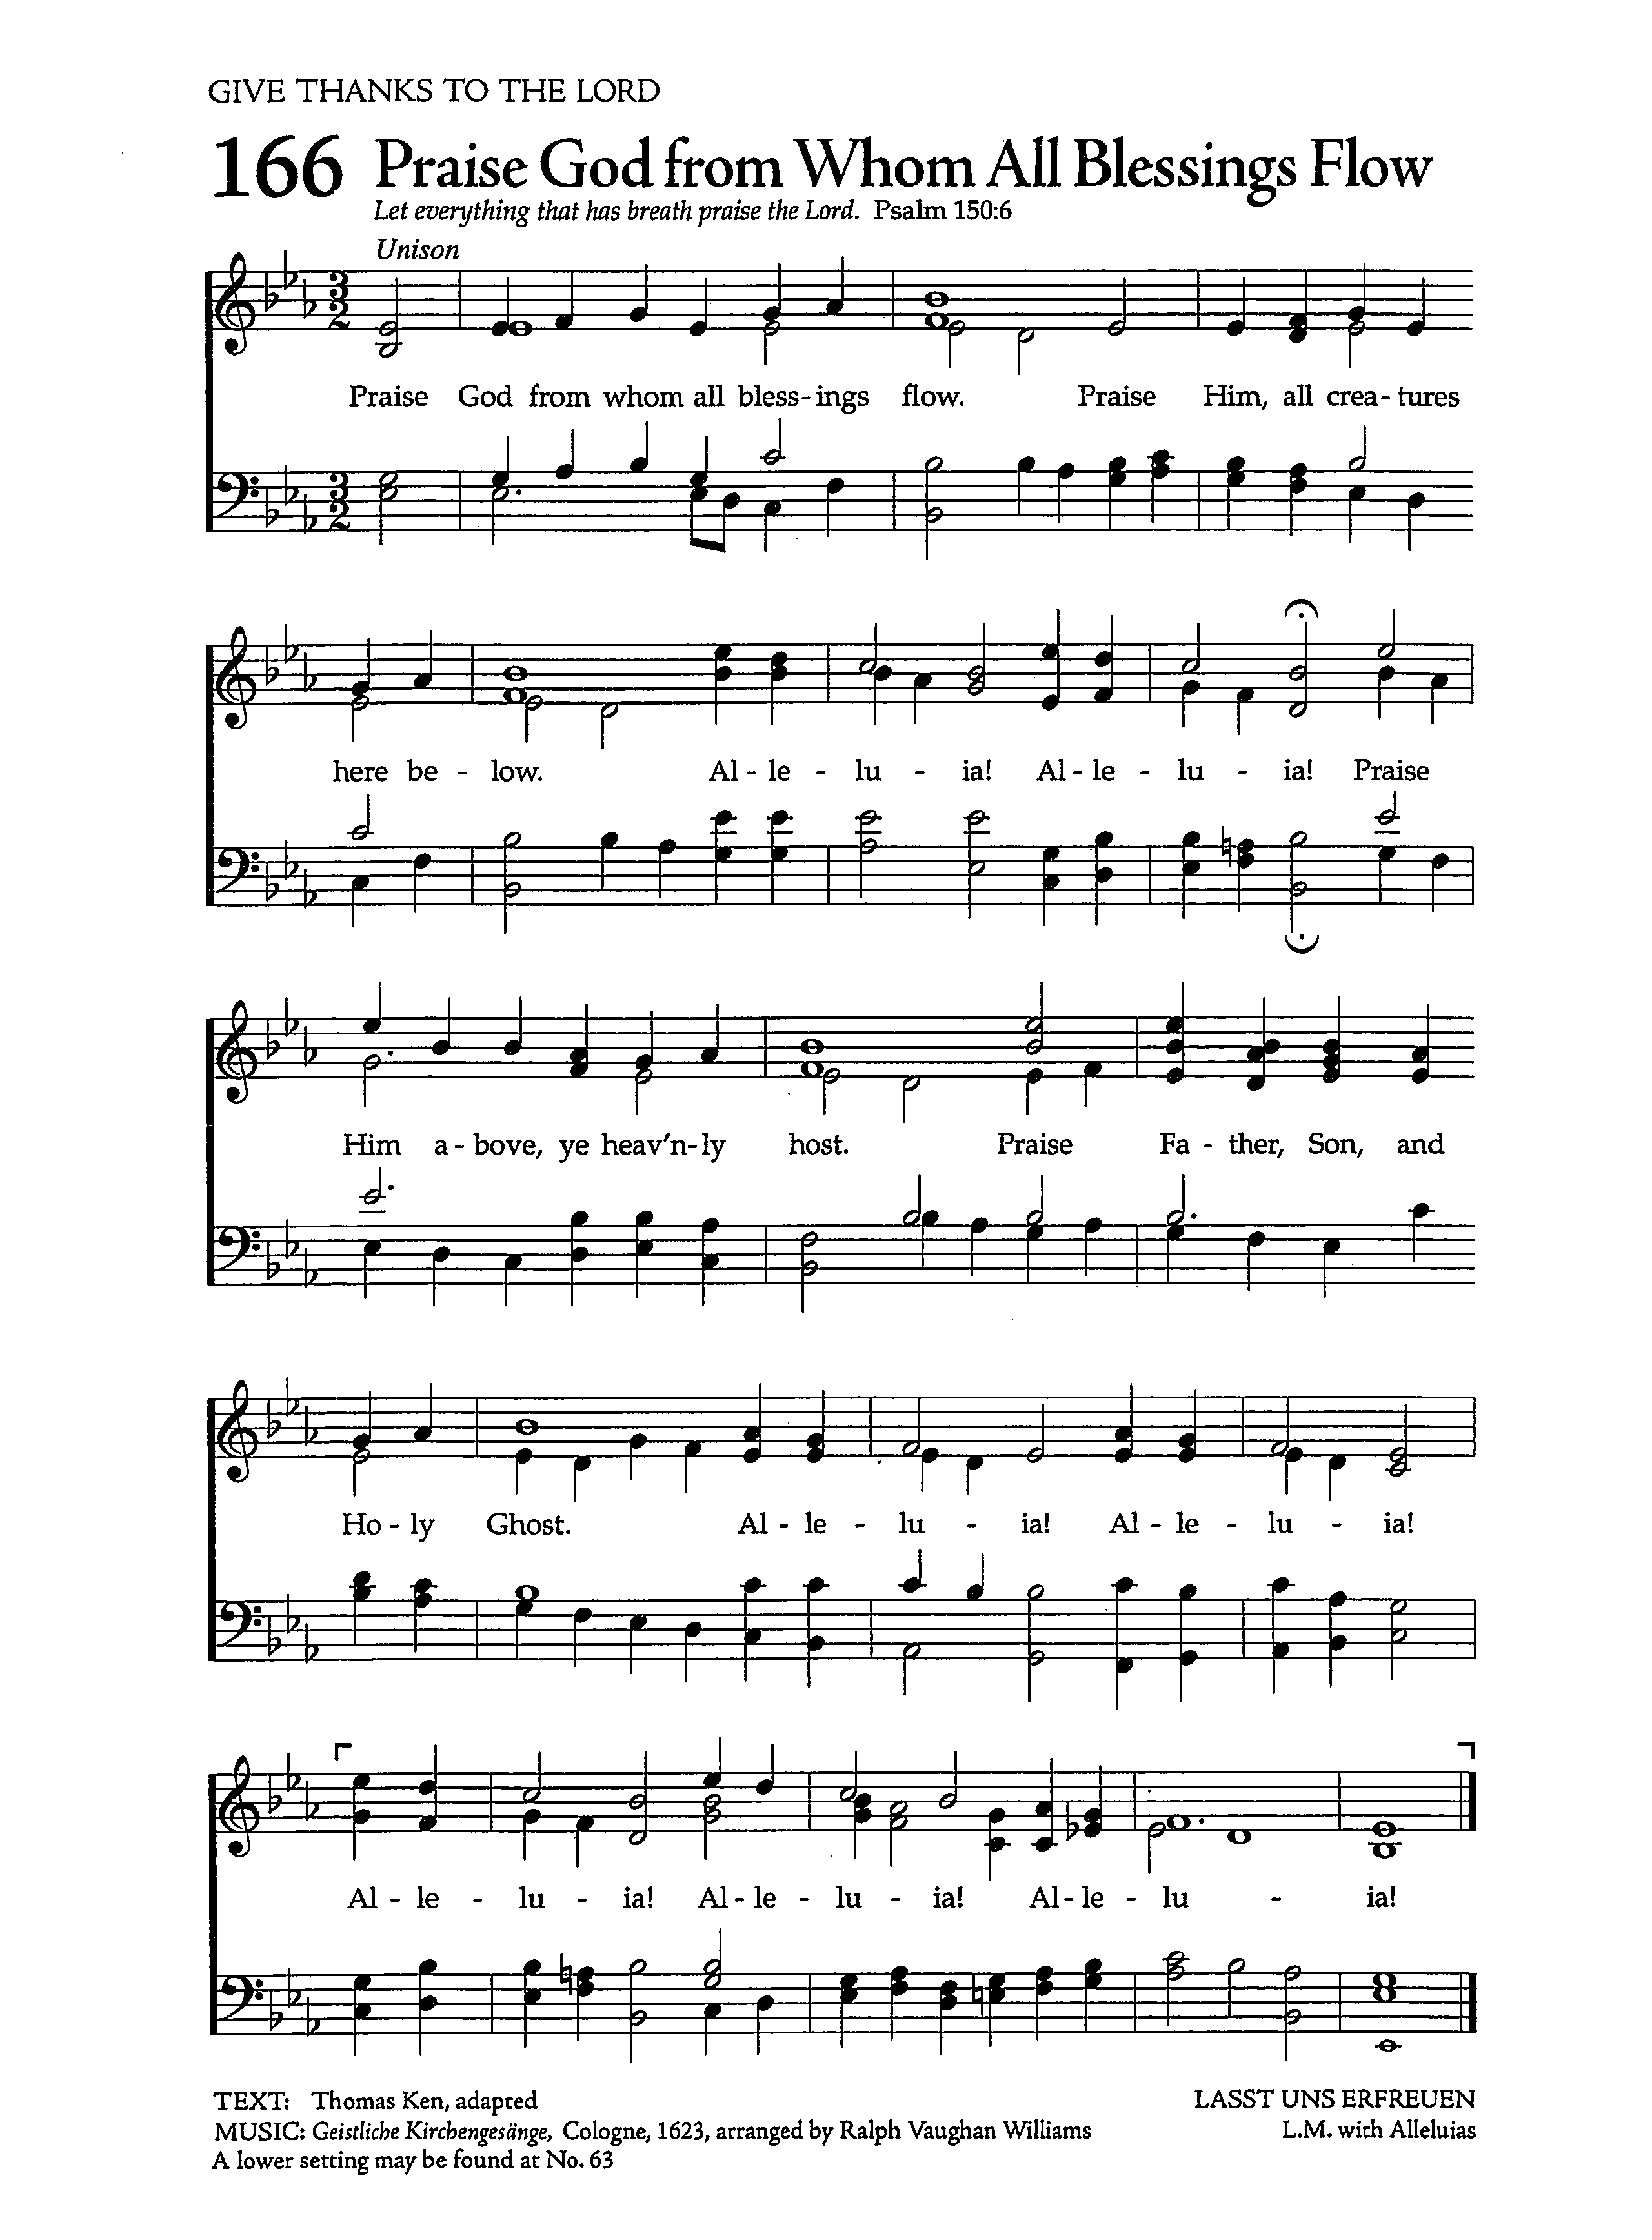 GIVE THANKS TO THE LORD
166 Praise God from Whom All Blessings Flow
Let everything that has breath praise the Lord. Psalm 150:6
Unison
3 2
Praise God from whom all bless-ings flow. Praise Him, all crea-tures
3 2
here be - low. Al - le - lu - ia! Al - le - lu - ia! Praise
Him a - bove, ye heav'n-ly host. Praise Fa - ther, Son, and
Ho - ly Ghost. Al - le - lu - ia! Al - le - lu - ia!
Al - le - lu - ia! Al - le - lu - ia! Al - le - lu - ia!
TEXT: Thomas Ken, adapted LASST UNS ERFREUEN
MUSIC: Geistliche Kirchengesänge, Cologne, 1623, arranged by Ralph Vaughan Williams L.M. with Alleluias
A lower setting may be found at No. 63